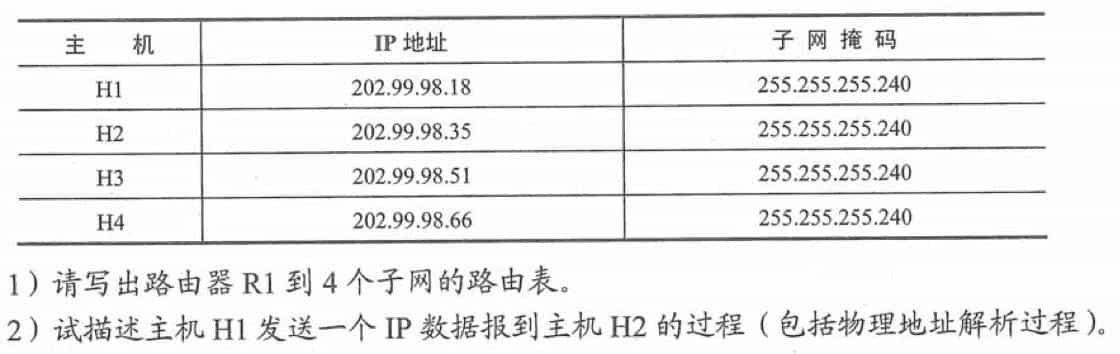 主 机 IP 地址 子 网 掩 码
H1 202.99.98.18 255.255.255.240
H2 202.99.98.35 255.255.255.240
H3 202.99.98.51 255.255.255.240
H4 202.99.98.66 255.255.255.240
1）请写出路由器 R1 到 4 个子网的路由表。
2）试描述主机 H1 发送一个 IP 数据报到主机 H2 的过程（包括物理地址解析过程）。